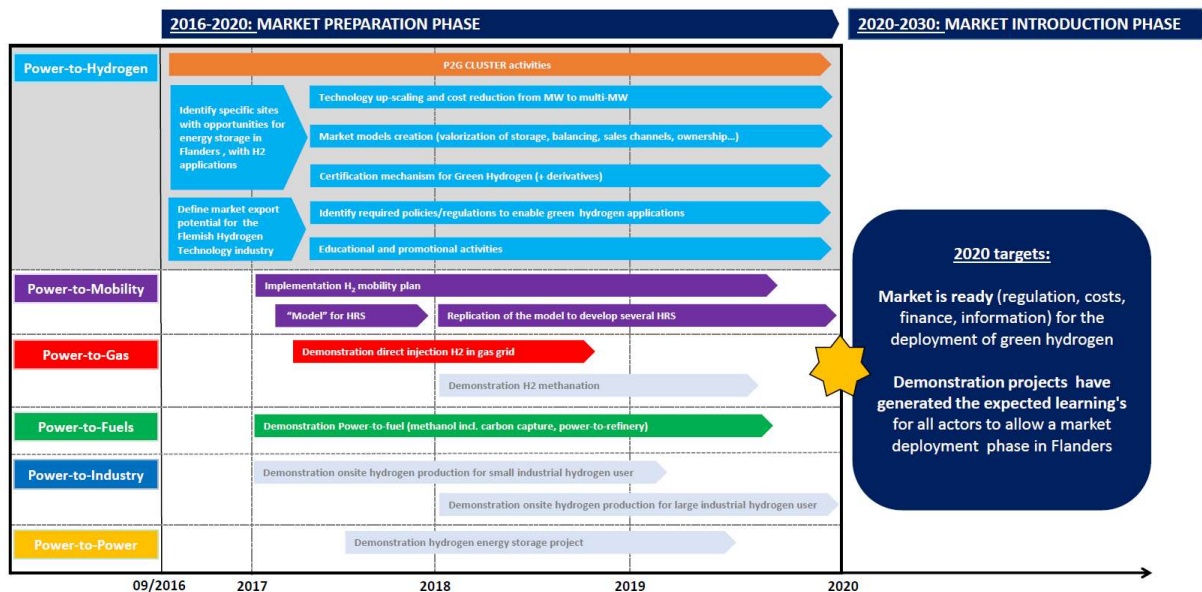 2016-2020: MARKET PREPARATION PHASE
2020-2030: MARKET INTRODUCTION PHASE
Power-to-Hydrogen
P2G CLUSTER activities
Identify specific sites
with opportunities for
energy storage in
Flanders , with H2
applications
Technology up-scaling and cost reduction from MW to multi-MW
Market models creation (valorization of storage, balancing, sales channels, ownership...)
Certification mechanism for Green Hydrogen (+ derivatives)
Define market export
potential for the
Flemish Hydrogen
Technology industry
Identify required policies/regulations to enable green hydrogen applications
Educational and promotional activities
Power-to-Mobility
Implementation H2 mobility plan
“Model” for HRS
Replication of the model to develop several HRS
Power-to-Gas
Demonstration direct injection H2 in gas grid
Demonstration H2 methanation
Power-to-Fuels
Demonstration Power-to-fuel (methanol incl. carbon capture, power-to-refinery)
Power-to-Industry
Demonstration onsite hydrogen production for small industrial hydrogen user
Demonstration onsite hydrogen production for large industrial hydrogen user
Power-to-Power
Demonstration hydrogen energy storage project
09/2016
2017
2018
2019
2020
2020 targets:
Market is ready (regulation, costs,
finance, information) for the
deployment of green hydrogen
Demonstration projects have
generated the expected learning's
for all actors to allow a market
deployment phase in Flanders